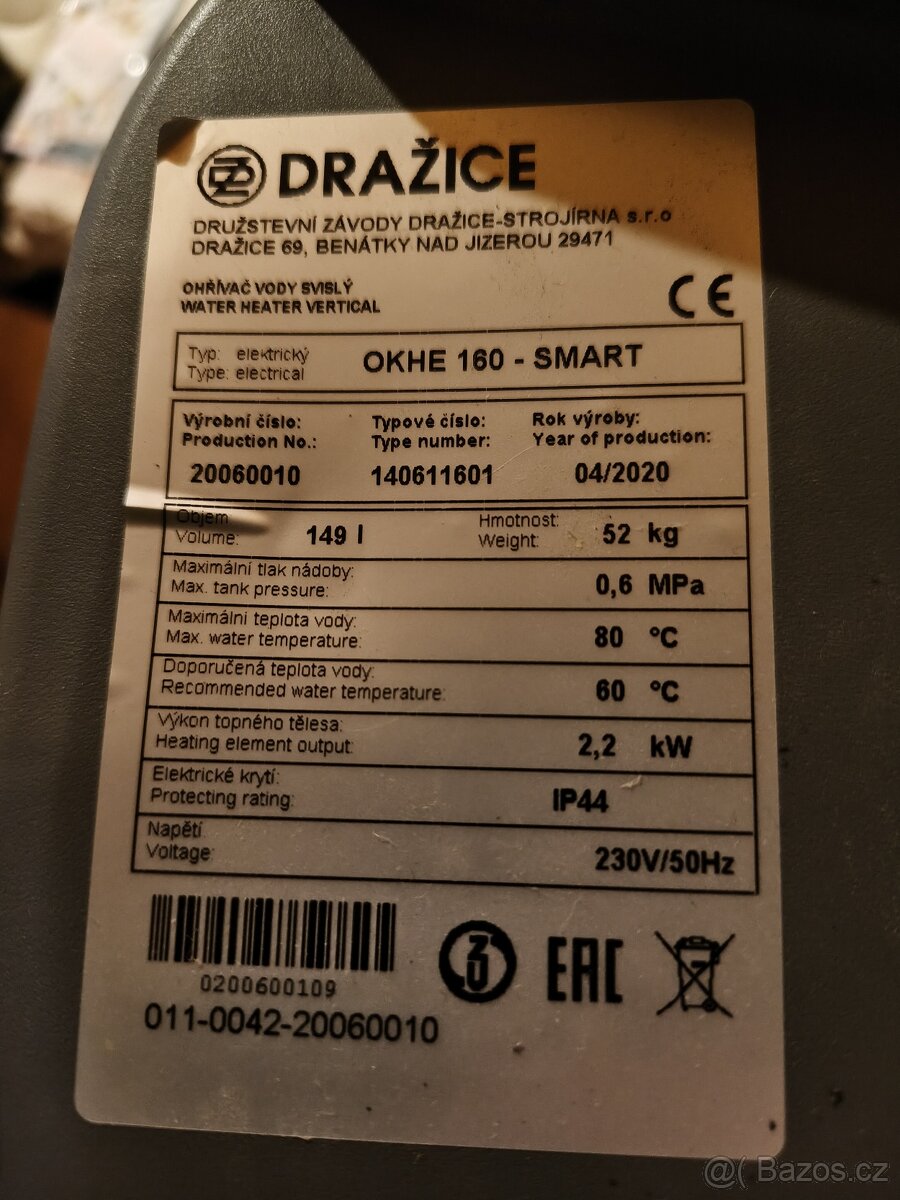 DRAŽICE
DRUŽSTEVNÍ ZÁVODY DRAŽICE-STROJÍRNA s.r.o
DRAŽICE 69, BENÁTKY NAD JIZEROU 29471
OHŘÍVAČ VODY SVISLÝ
WATER HEATER VERTICAL
CE
Typ: elektrický
Type: electrical
OKHE 160 - SMART
Výrobní číslo: Typové číslo: Rok výroby:
Production No.: Type number: Year of production:
20060010 140611601 04/2020
Objem
Volume: 149 l
Hmotnost:
Weight: 52 kg
Maximální tlak nádoby:
Max. tank pressure: 0,6 MPa
Maximální teplota vody:
Max. water temperature: 80 °C
Doporučená teplota vody:
Recommended water temperature: 60 °C
Výkon topného tělesa:
Heating element output: 2,2 kW
Elektrické krytí:
Protecting rating: IP44
Napětí
Voltage: 230V/50Hz
0200600109
011-0042-20060010
EAC
@( Bazos.cz